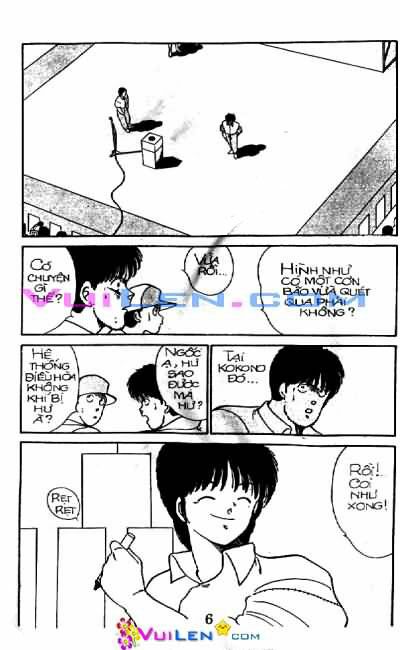 CÓ
CHUYỆN
GÌ
THẾ?
VỪA
RỒI...
HÌNH NHƯ
CÓ MỘT CƠN
BÃO VỪA QUÉT
QUA PHẢI
KHÔNG?
VuiLEN.COM
HỆ
THỐNG
ĐIỀU HÒA
KHÔNG
KHÍ BỊ
HƯ
À?
NGỐC
Ạ, HƯ
SAO
ĐƯỢC
MÀ
HƯ?
TẠI
KOKONO
ĐÓ...
RẸT
RẸT
RỒI!
COI
NHƯ
XONG!
6
VuiLEN
.COM